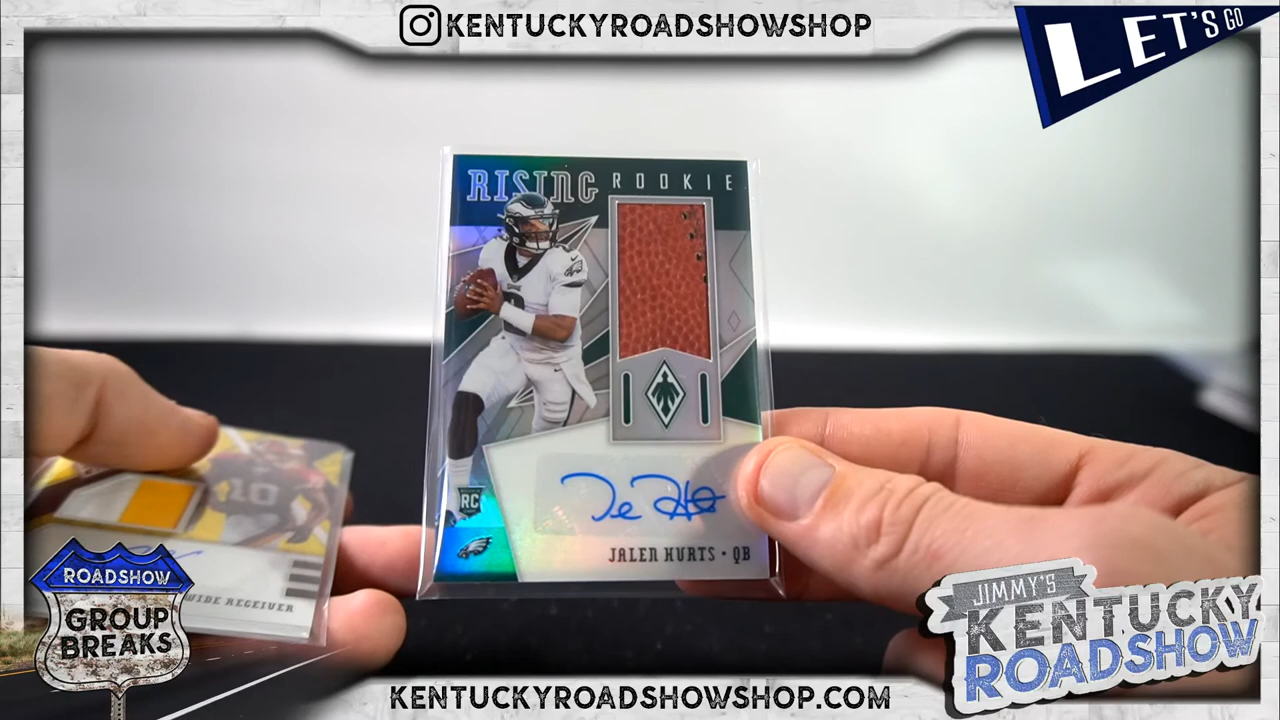 KENTUCKYROADSHOWSHOP
LET'S GO
RISING ROOKIE
RC
JALEN HURTS • QB
10
WIDE RECEIVER
ROADSHOW
GROUP
BREAKS
JIMMY'S
KENTUCKY
ROADSHOW
KENTUCKYROADSHOWSHOP.COM